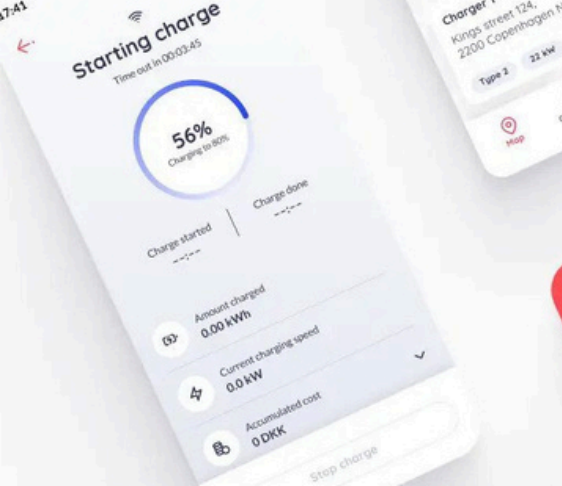 17:41
Starting charge
Time out in 00:03:45
56%
Charging to 80%
Charge started
--:--
Charge done
--:--
Amount charged
0.00 kWh
Current charging speed
0.0 kW
Accumulated cost
0 DKK
Stop charge
Charger
Kings street 124,
2200 Copenhagen
Type 2
22 kW
Map